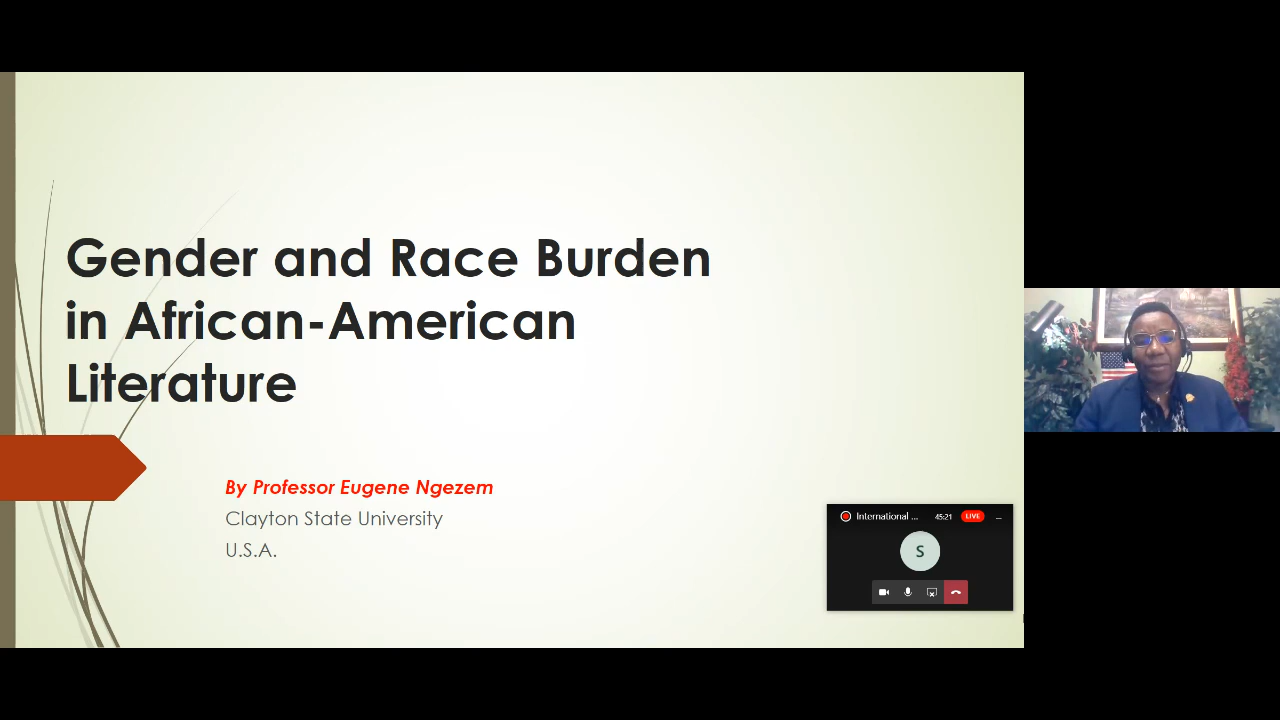 Gender and Race Burden
in African-American
Literature
By Professor Eugene Ngezem
Clayton State University
U.S.A.
International ...
45:21
LIVE
S